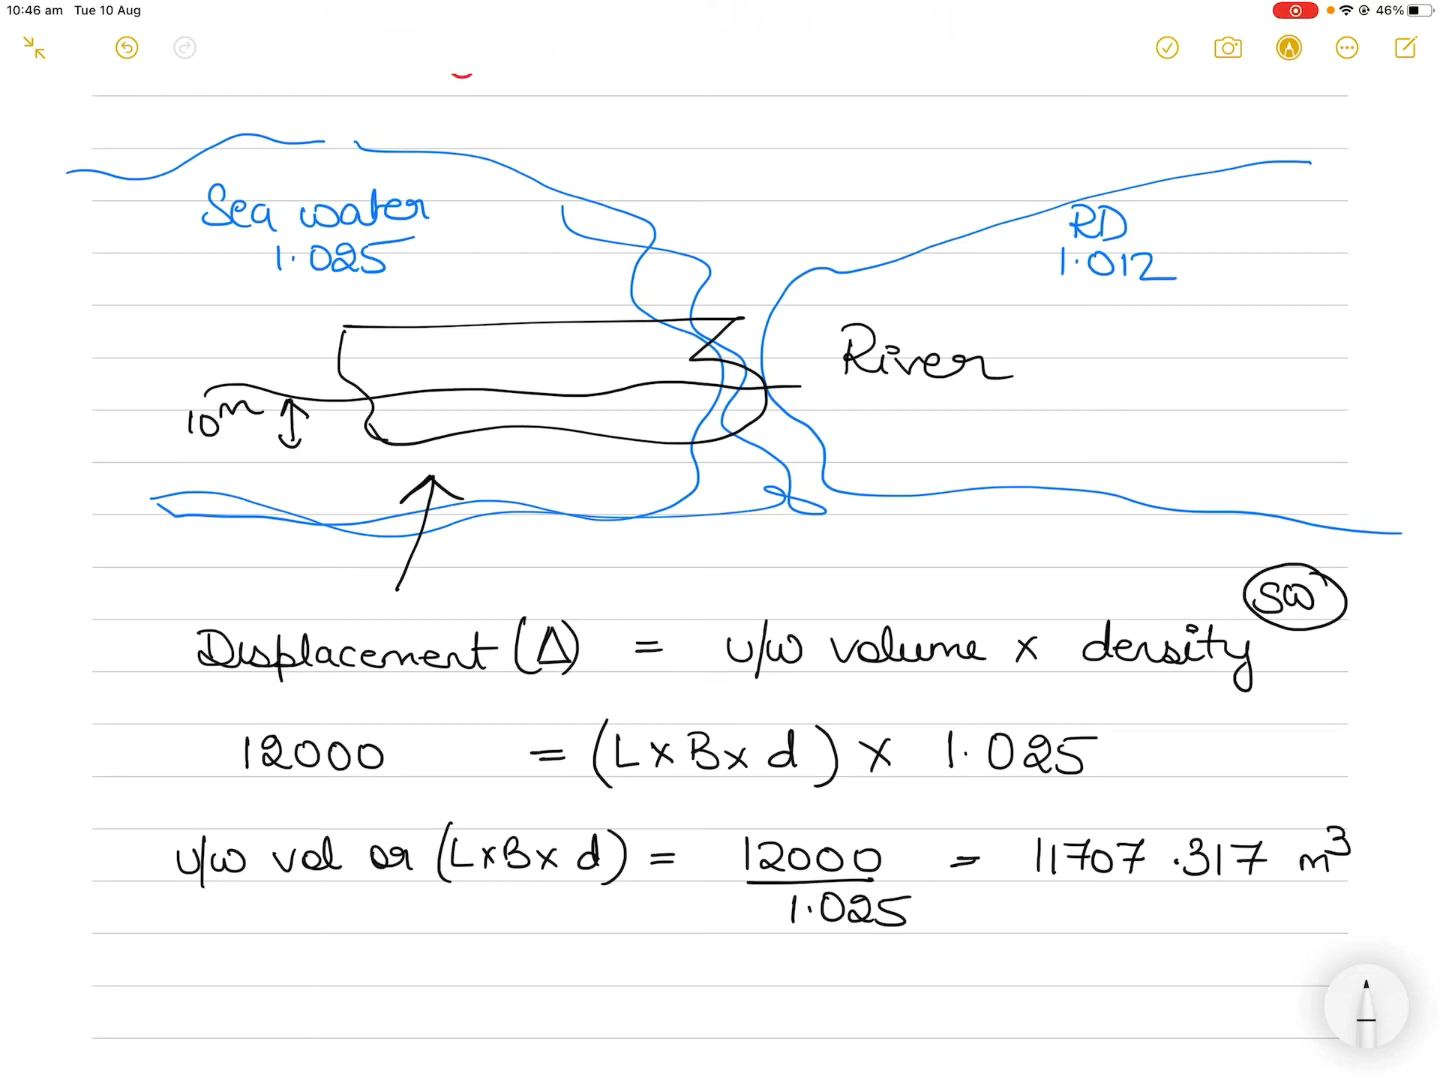 10:46 am Tue 10 Aug
46%
Sea water
1.025
RD
1.012
River
10m
SW
Displacement (Δ) = u/w volume x density
12000 = (L x B x d) x 1.025
u/w vol or (L x B x d) = 12000 = 11707.317 m³
1.025